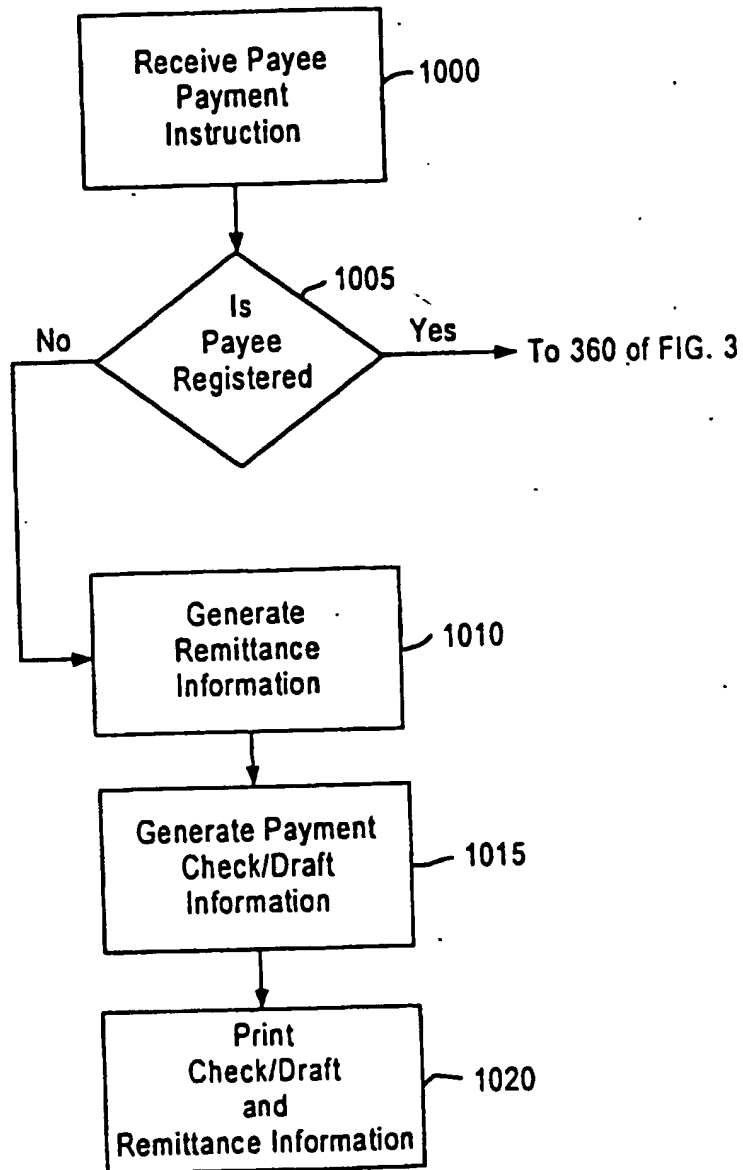 Receive Payee
Payment
Instruction
1000
1005
Is
Payee
Registered
No
Yes
To 360 of FIG. 3
Generate
Remittance
Information
1010
Generate Payment
Check/Draft
Information
1015
Print
Check/Draft
and
Remittance Information
1020